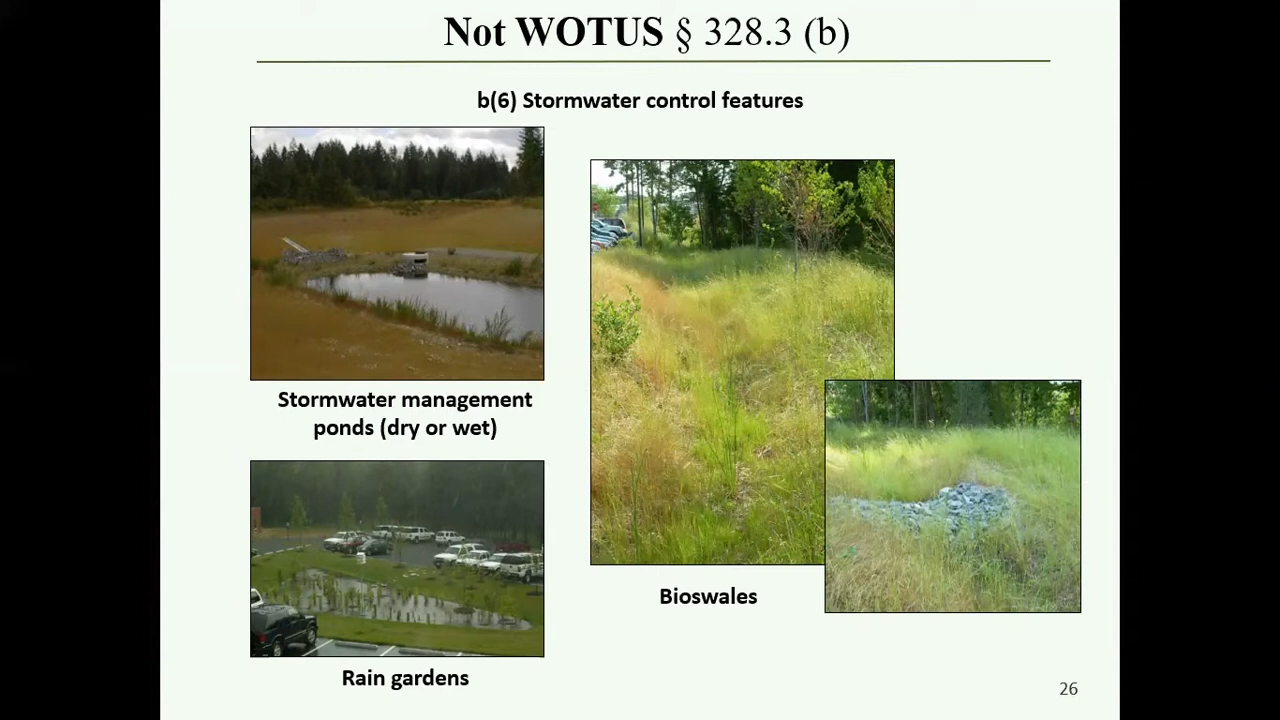 Not WOTUS § 328.3 (b)
b(6) Stormwater control features
Stormwater management
ponds (dry or wet)
Bioswales
Rain gardens
26